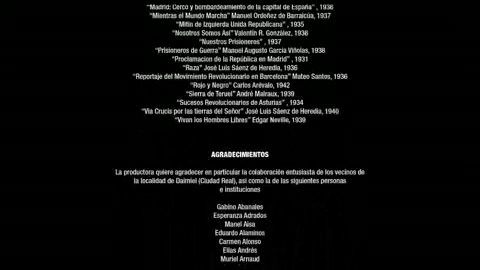 "Madrid: Cerco y bombardeamiento de la capital de España" , 1936
"Mientras el Mundo Marcha" Manuel Ordoñez de Barraicúa, 1937
"Mitin de Izquierda Unida Republicana" , 1935
"Nosotros Somos Así" Valentín R. González, 1936
"Nuestros Prisioneros" , 1937
"Prisioneros de Guerra" Manuel Augusto García Viñolas, 1938
"Proclamacion de la República en Madrid" , 1931
"Raza" José Luis Sáenz de Heredia, 1936
"Reportaje del Movimiento Revolucionario en Barcelona" Mateo Santos, 1936
"Rojo y Negro" Carlos Arévalo, 1942
"Sierra de Teruel" André Malraux, 1939
"Sucesos Revolucionarios de Asturias" , 1934
"Vía Crucis por las tierras del Señor" José Luis Sáenz de Heredia, 1940
"Vivan los Hombres Libres" Edgar Neville, 1939
AGRADECIMIENTOS
La productora quiere agradecer en particular la colaboración entusiasta de los vecinos de
la localidad de Daimiel (Ciudad Real), así como la de las siguientes personas
e instituciones
Gabino Abanales
Esperanza Adrados
Manel Aisa
Eduardo Alaminos
Carmen Alonso
Elías Andrés
Muriel Arnaud